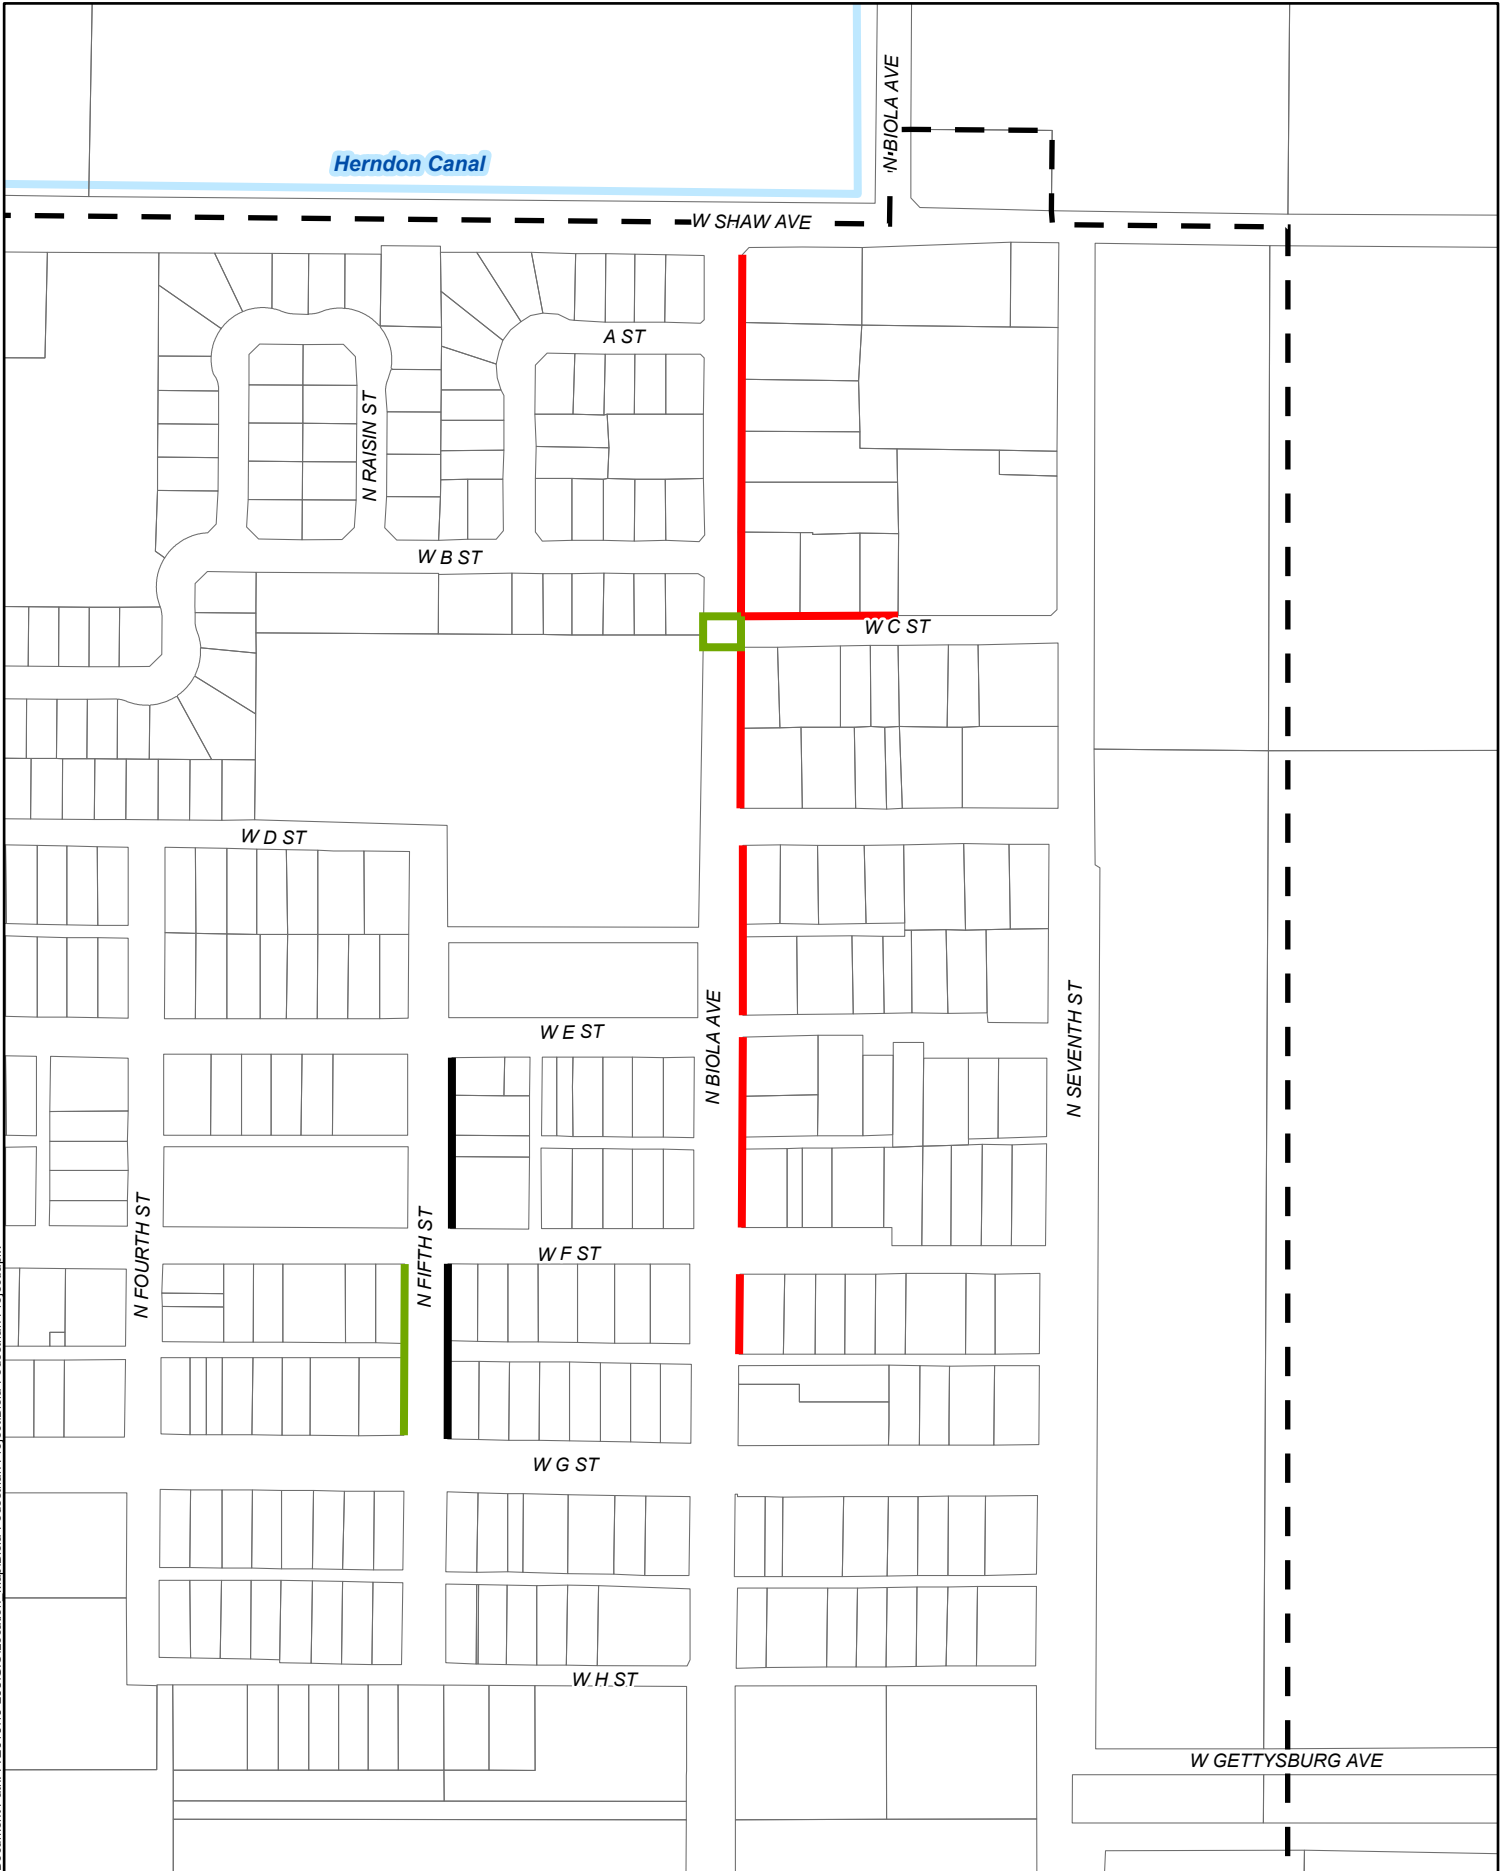 N BIOLA AVE
Herndon Canal
W SHAW AVE
A ST
N RAISIN ST
W B ST
W C ST
W D ST
N BIOLA AVE
N SEVENTH ST
W E ST
N FOURTH ST
N FIFTH ST
W F ST
W G ST
W H ST
W GETTYSBURG AVE